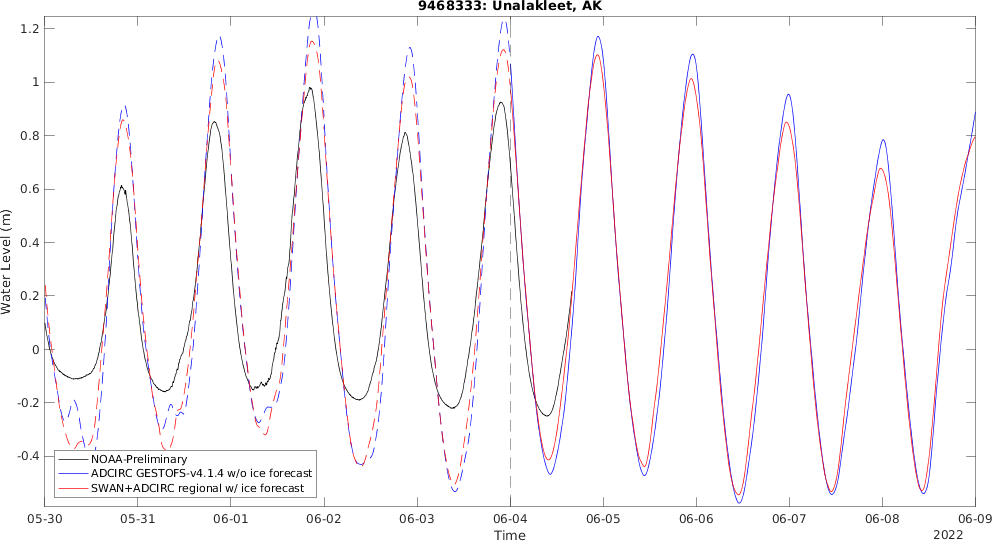 9468333: Unalakleet, AK
Water Level (m)
1.2
1
0.8
0.6
0.4
0.2
0
-0.2
-0.4
NOAA-Preliminary
ADCIRC GESTOFS-v4.1.4 w/o ice forecast
SWAN+ADCIRC regional w/ ice forecast
05-30 05-31 06-01 06-02 06-03 06-04 06-05 06-06 06-07 06-08 06-09
Time
2022